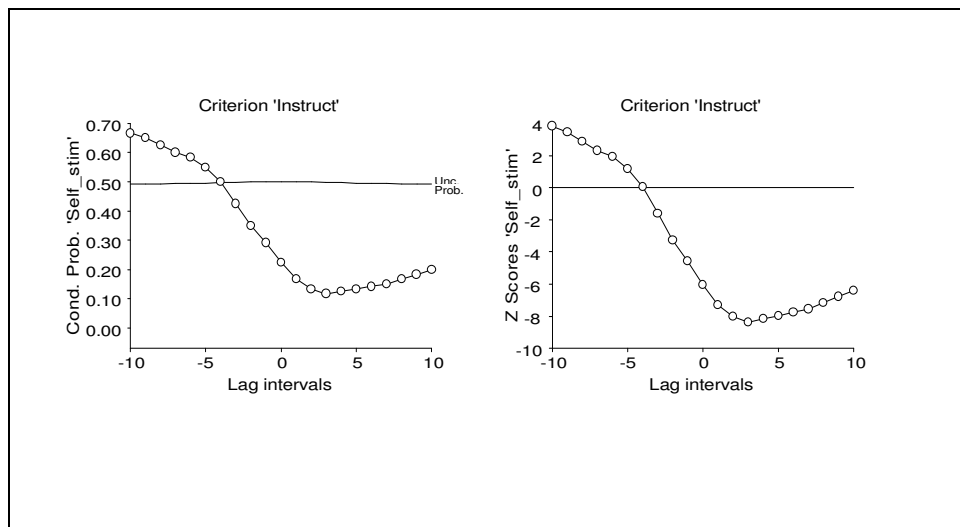 Criterion 'Instruct'
0.70
0.60
0.50
0.40
0.30
0.20
0.10
0.00
Cond. Prob. 'Self_stim'
Unc.
Prob.
-10 -5 0 5 10
Lag intervals
Criterion 'Instruct'
4
2
0
-2
-4
-6
-8
-10
Z Scores 'Self_stim'
-10 -5 0 5 10
Lag intervals